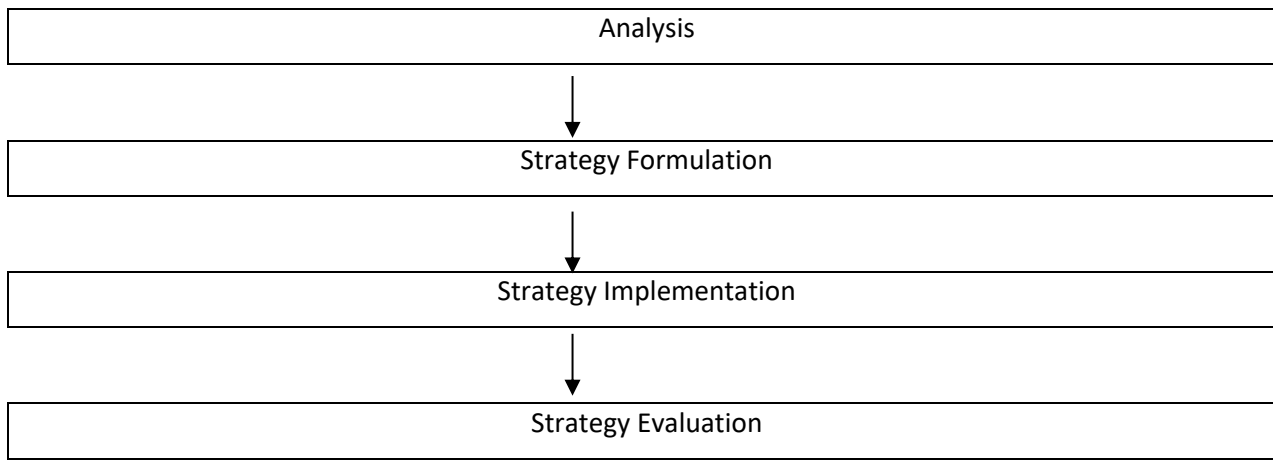 Analysis
Strategy Formulation
Strategy Implementation
Strategy Evaluation